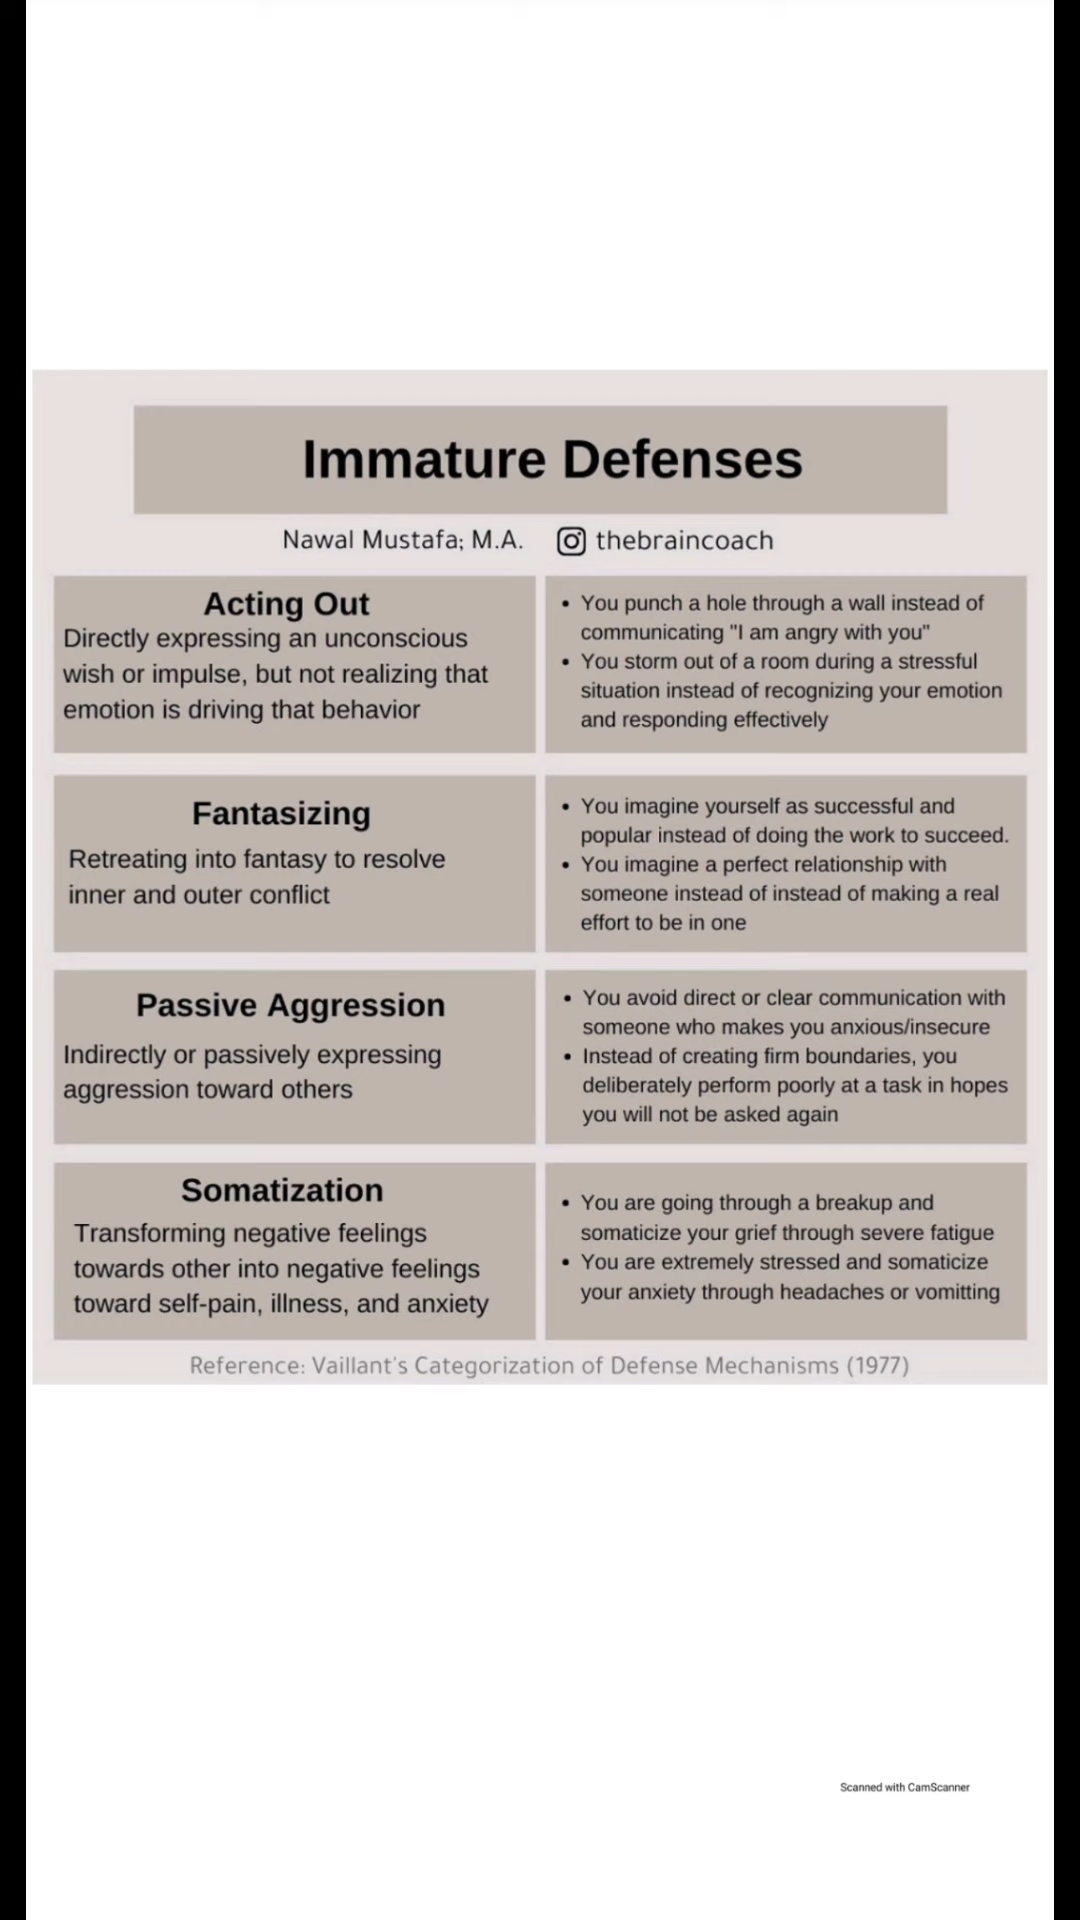 Immature Defenses
Nawal Mustafa; M.A. thebraincoach
Acting Out
Directly expressing an unconscious
wish or impulse, but not realizing that
emotion is driving that behavior
• You punch a hole through a wall instead of
communicating "I am angry with you"
• You storm out of a room during a stressful
situation instead of recognizing your emotion
and responding effectively
Fantasizing
Retreating into fantasy to resolve
inner and outer conflict
• You imagine yourself as successful and
popular instead of doing the work to succeed.
• You imagine a perfect relationship with
someone instead of instead of making a real
effort to be in one
Passive Aggression
Indirectly or passively expressing
aggression toward others
• You avoid direct or clear communication with
someone who makes you anxious/insecure
• Instead of creating firm boundaries, you
deliberately perform poorly at a task in hopes
you will not be asked again
Somatization
Transforming negative feelings
towards other into negative feelings
toward self-pain, illness, and anxiety
• You are going through a breakup and
somaticize your grief through severe fatigue
• You are extremely stressed and somaticize
your anxiety through headaches or vomitting
Reference: Vaillant's Categorization of Defense Mechanisms (1977)
Scanned with CamScanner